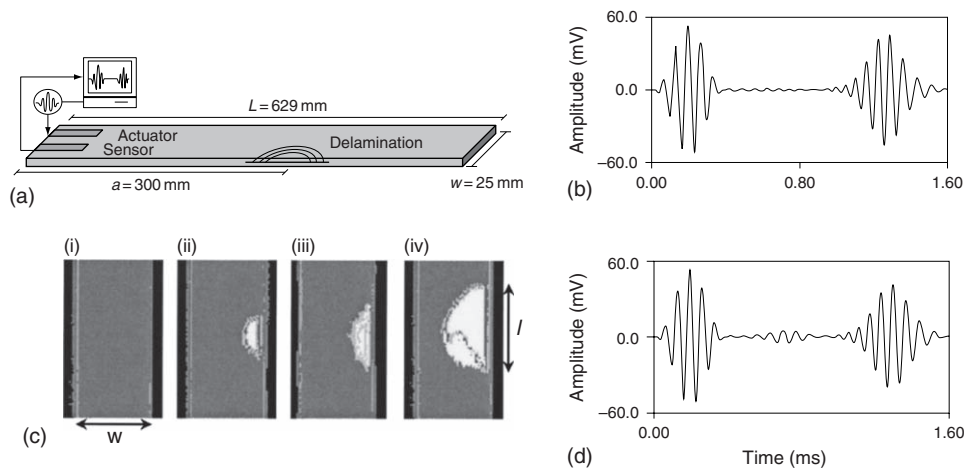 (a)
L = 629 mm
Actuator
Sensor
Delamination
a = 300 mm
w = 25 mm
(b)
Amplitude (mV)
60.0
0.0
−60.0
0.00
0.80
1.60
(c)
(i)
(ii)
(iii)
(iv)
w
l
(d)
Amplitude (mV)
60.0
0.0
−60.0
0.00
1.60
Time (ms)